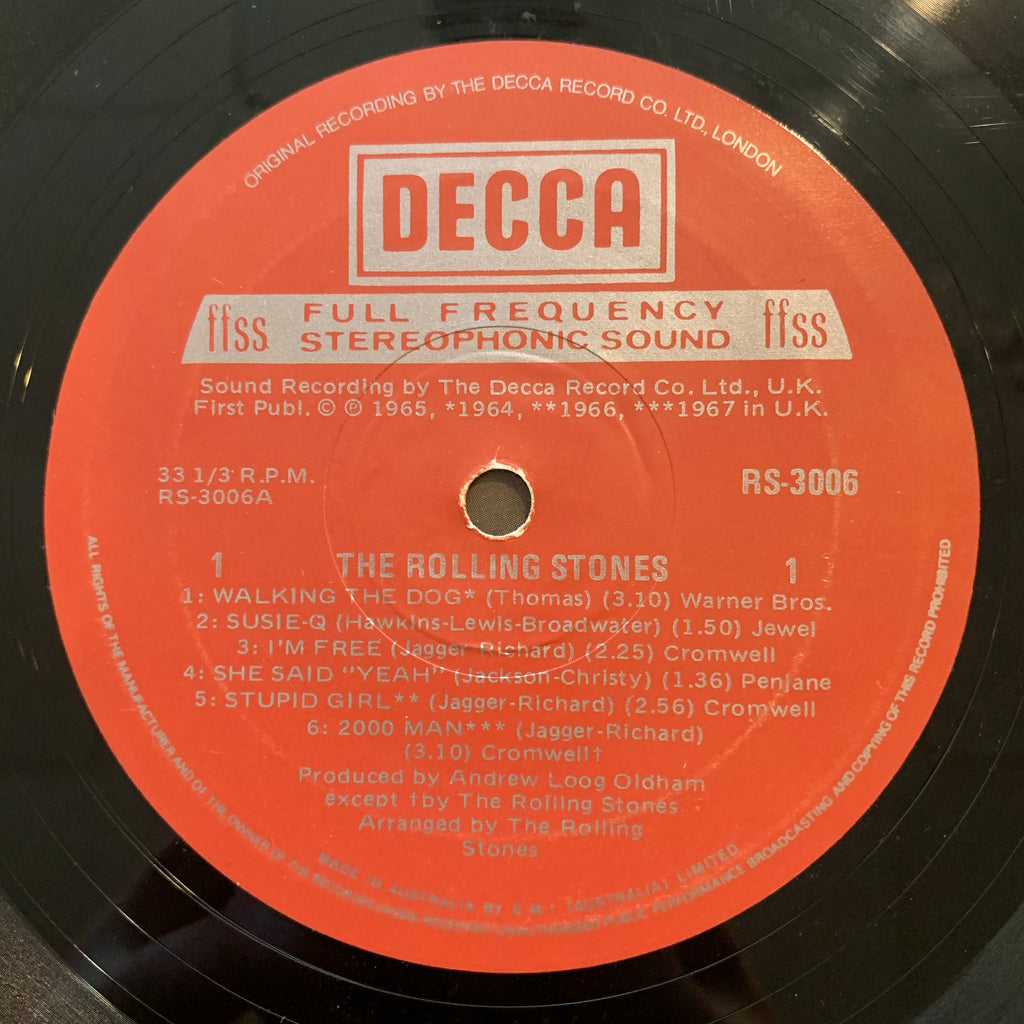 ORIGINAL RECORDING BY THE DECCA RECORD CO. LTD., LONDON
DECCA
ffss FULL FREQUENCY ffss
STEREOPHONIC SOUND
Sound Recording by The Decca Record Co. Ltd., U.K.
First Publ. © ℗ 1965, *1964, **1966, ***1967 in U.K.
33 1/3 R.P.M.
RS-3006A
RS-3006
1 THE ROLLING STONES 1
1: WALKING THE DOG* (Thomas) (3.10) Warner Bros.
2: SUSIE-Q (Hawkins-Lewis-Broadwater) (1.50) Jewel
3: I'M FREE (Jagger-Richard) (2.25) Cromwell
4: SHE SAID "YEAH" (Jackson-Christy) (1.36) Penjane
5: STUPID GIRL** (Jagger-Richard) (2.56) Cromwell
6: 2000 MAN*** (Jagger-Richard)
(3.10) Cromwell†
Produced by Andrew Loog Oldham
except †by The Rolling Stones
Arranged by The Rolling
Stones
MADE IN AUSTRALIA BY E M I (AUSTRALIA) LIMITED
ALL RIGHTS OF THE MANUFACTURER AND OF THE OWNER OF THE RECORDED WORK RESERVED UNAUTHORISED PUBLIC PERFORMANCE BROADCASTING AND COPYING OF THIS RECORD PROHIBITED